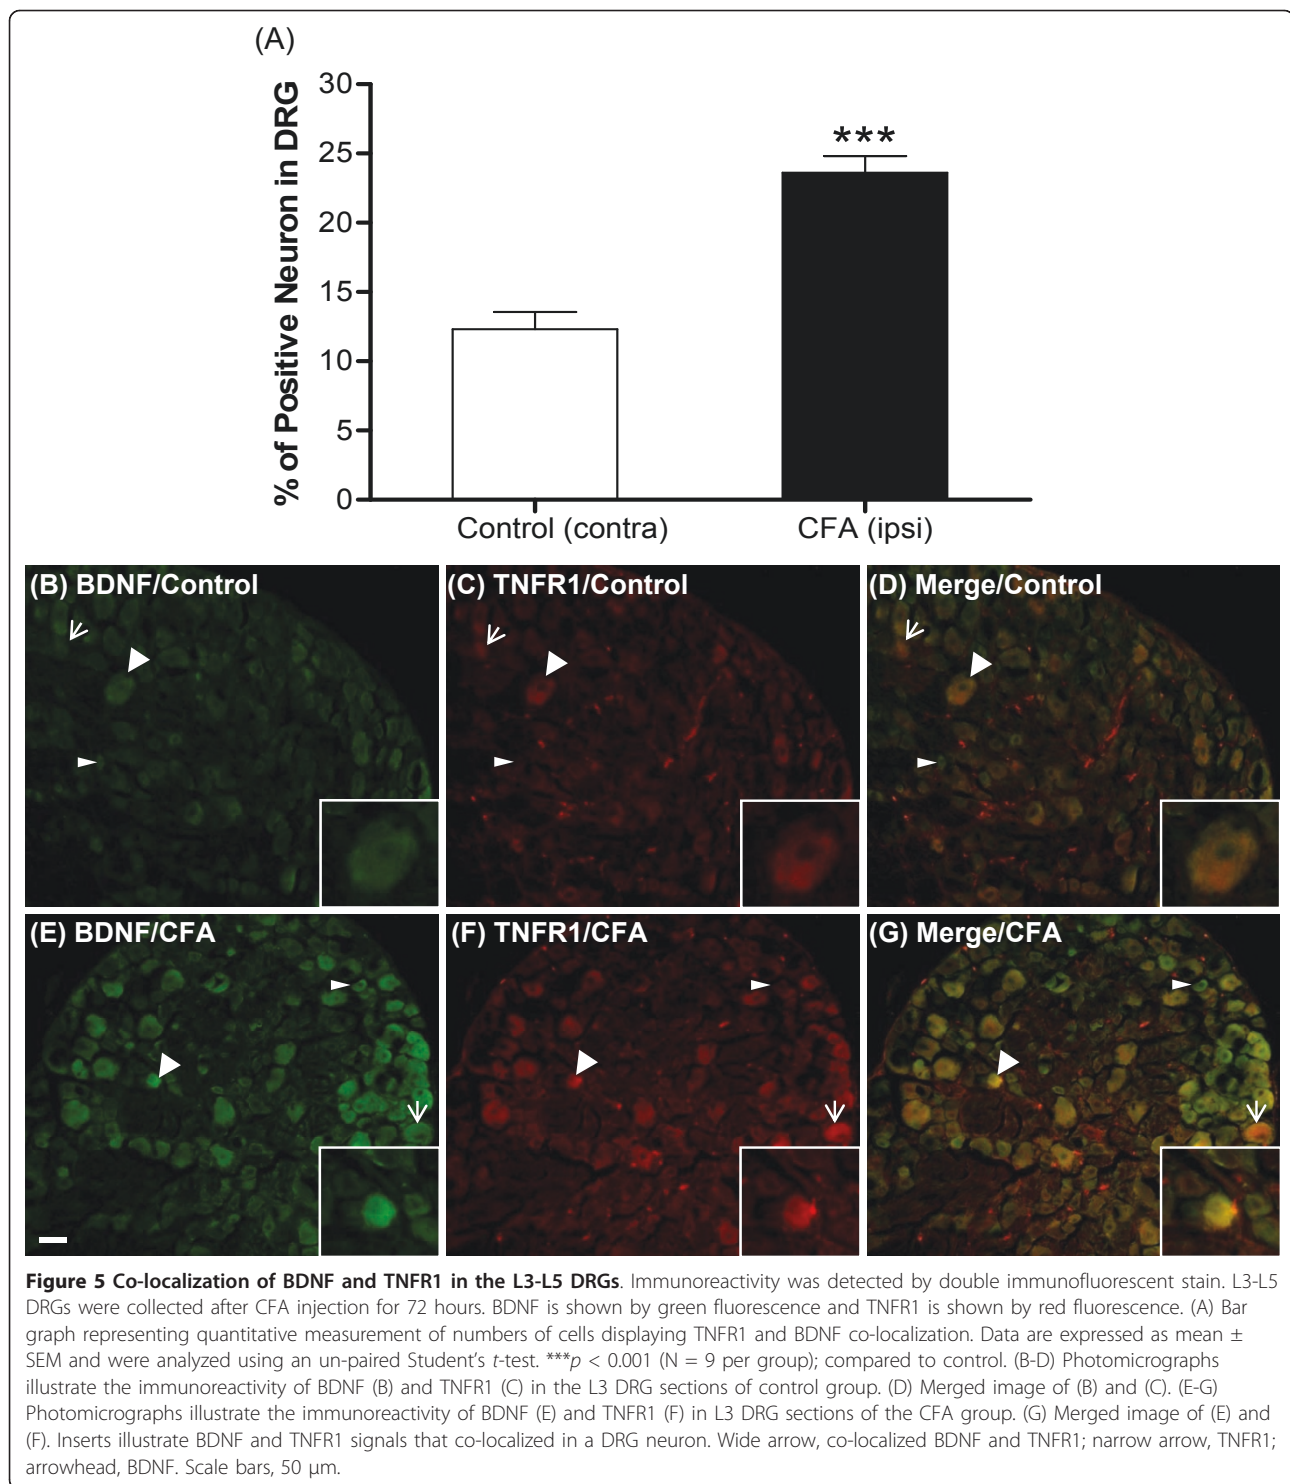 (A)
% of Positive Neuron in DRG
30
25
20
15
10
5
0
***
Control (contra)
CFA (ipsi)
(B) BDNF/Control
(C) TNFR1/Control
(D) Merge/Control
(E) BDNF/CFA
(F) TNFR1/CFA
(G) Merge/CFA
Figure 5 Co-localization of BDNF and TNFR1 in the L3-L5 DRGs. Immunoreactivity was detected by double immunofluorescent stain. L3-L5
DRGs were collected after CFA injection for 72 hours. BDNF is shown by green fluorescence and TNFR1 is shown by red fluorescence. (A) Bar
graph representing quantitative measurement of numbers of cells displaying TNFR1 and BDNF co-localization. Data are expressed as mean ±
SEM and were analyzed using an un-paired Student's t-test. ***p < 0.001 (N = 9 per group); compared to control. (B-D) Photomicrographs
illustrate the immunoreactivity of BDNF (B) and TNFR1 (C) in the L3 DRG sections of control group. (D) Merged image of (B) and (C). (E-G)
Photomicrographs illustrate the immunoreactivity of BDNF (E) and TNFR1 (F) in L3 DRG sections of the CFA group. (G) Merged image of (E) and
(F). Inserts illustrate BDNF and TNFR1 signals that co-localized in a DRG neuron. Wide arrow, co-localized BDNF and TNFR1; narrow arrow, TNFR1;
arrowhead, BDNF. Scale bars, 50 μm.